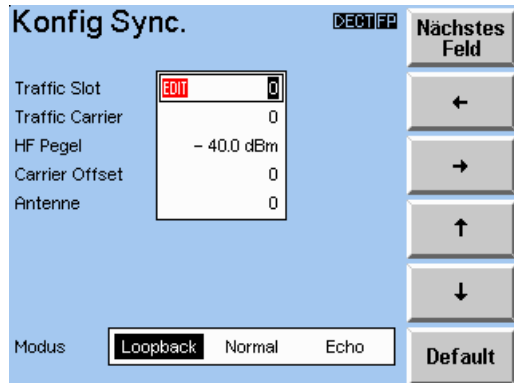 Konfig Sync.
DECT FP
Traffic Slot EDIT 0
Traffic Carrier 0
HF Pegel – 40.0 dBm
Carrier Offset 0
Antenne 0
Modus Loopback Normal Echo
Nächstes
Feld
←
→
↑
↓
Default